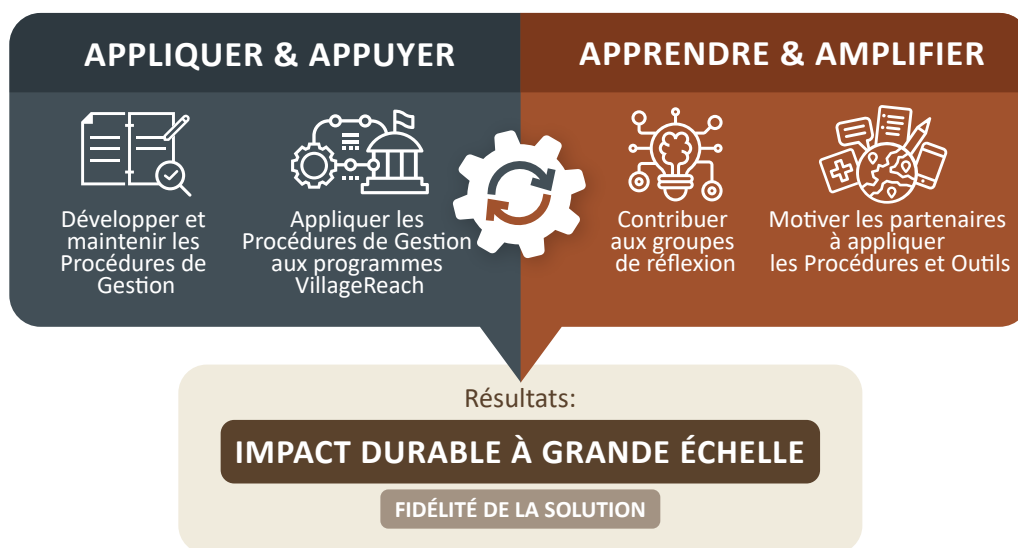 APPLIQUER & APPUYER
Développer et
maintenir les
Procédures de
Gestion
Appliquer les
Procédures de Gestion
aux programmes
VillageReach
APPRENDRE & AMPLIFIER
Contribuer
aux groupes
de réflexion
Motiver les partenaires
à appliquer
les Procédures et Outils
Résultats:
IMPACT DURABLE À GRANDE ÉCHELLE
FIDÉLITÉ DE LA SOLUTION